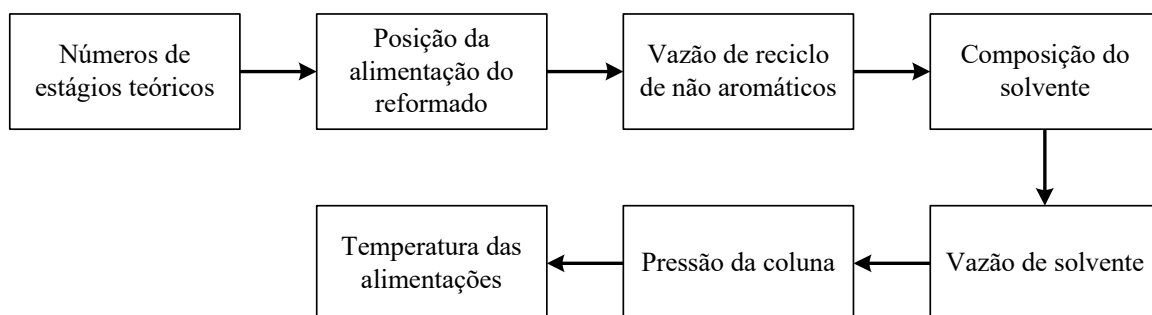 Números de
estágios teóricos
Posição da
alimentação do
reformado
Vazão de reciclo
de não aromáticos
Composição do
solvente
Vazão de solvente
Pressão da coluna
Temperatura das
alimentações